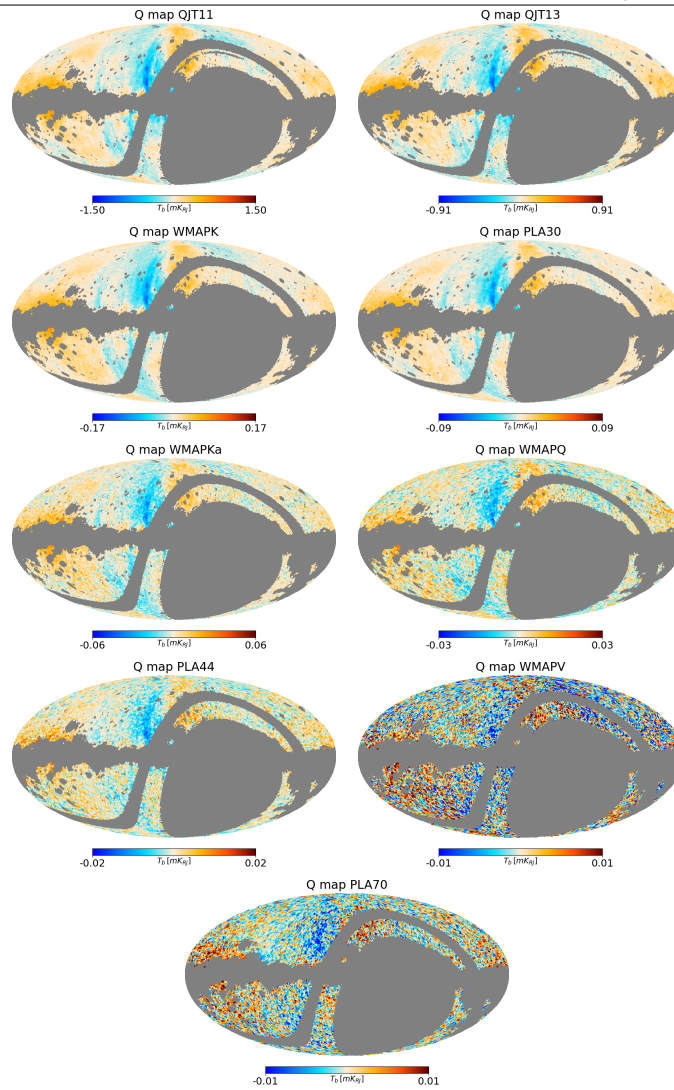 Q map QJT11
Q map QJT13
-1.50 T_b [mK_RJ] 1.50
-0.91 T_b [mK_RJ] 0.91
Q map WMAPK
Q map PLA30
-0.17 T_b [mK_RJ] 0.17
-0.09 T_b [mK_RJ] 0.09
Q map WMAPKa
Q map WMAPQ
-0.06 T_b [mK_RJ] 0.06
-0.03 T_b [mK_RJ] 0.03
Q map PLA44
Q map WMAPV
-0.02 T_b [mK_RJ] 0.02
-0.01 T_b [mK_RJ] 0.01
Q map PLA70
-0.01 T_b [mK_RJ] 0.01